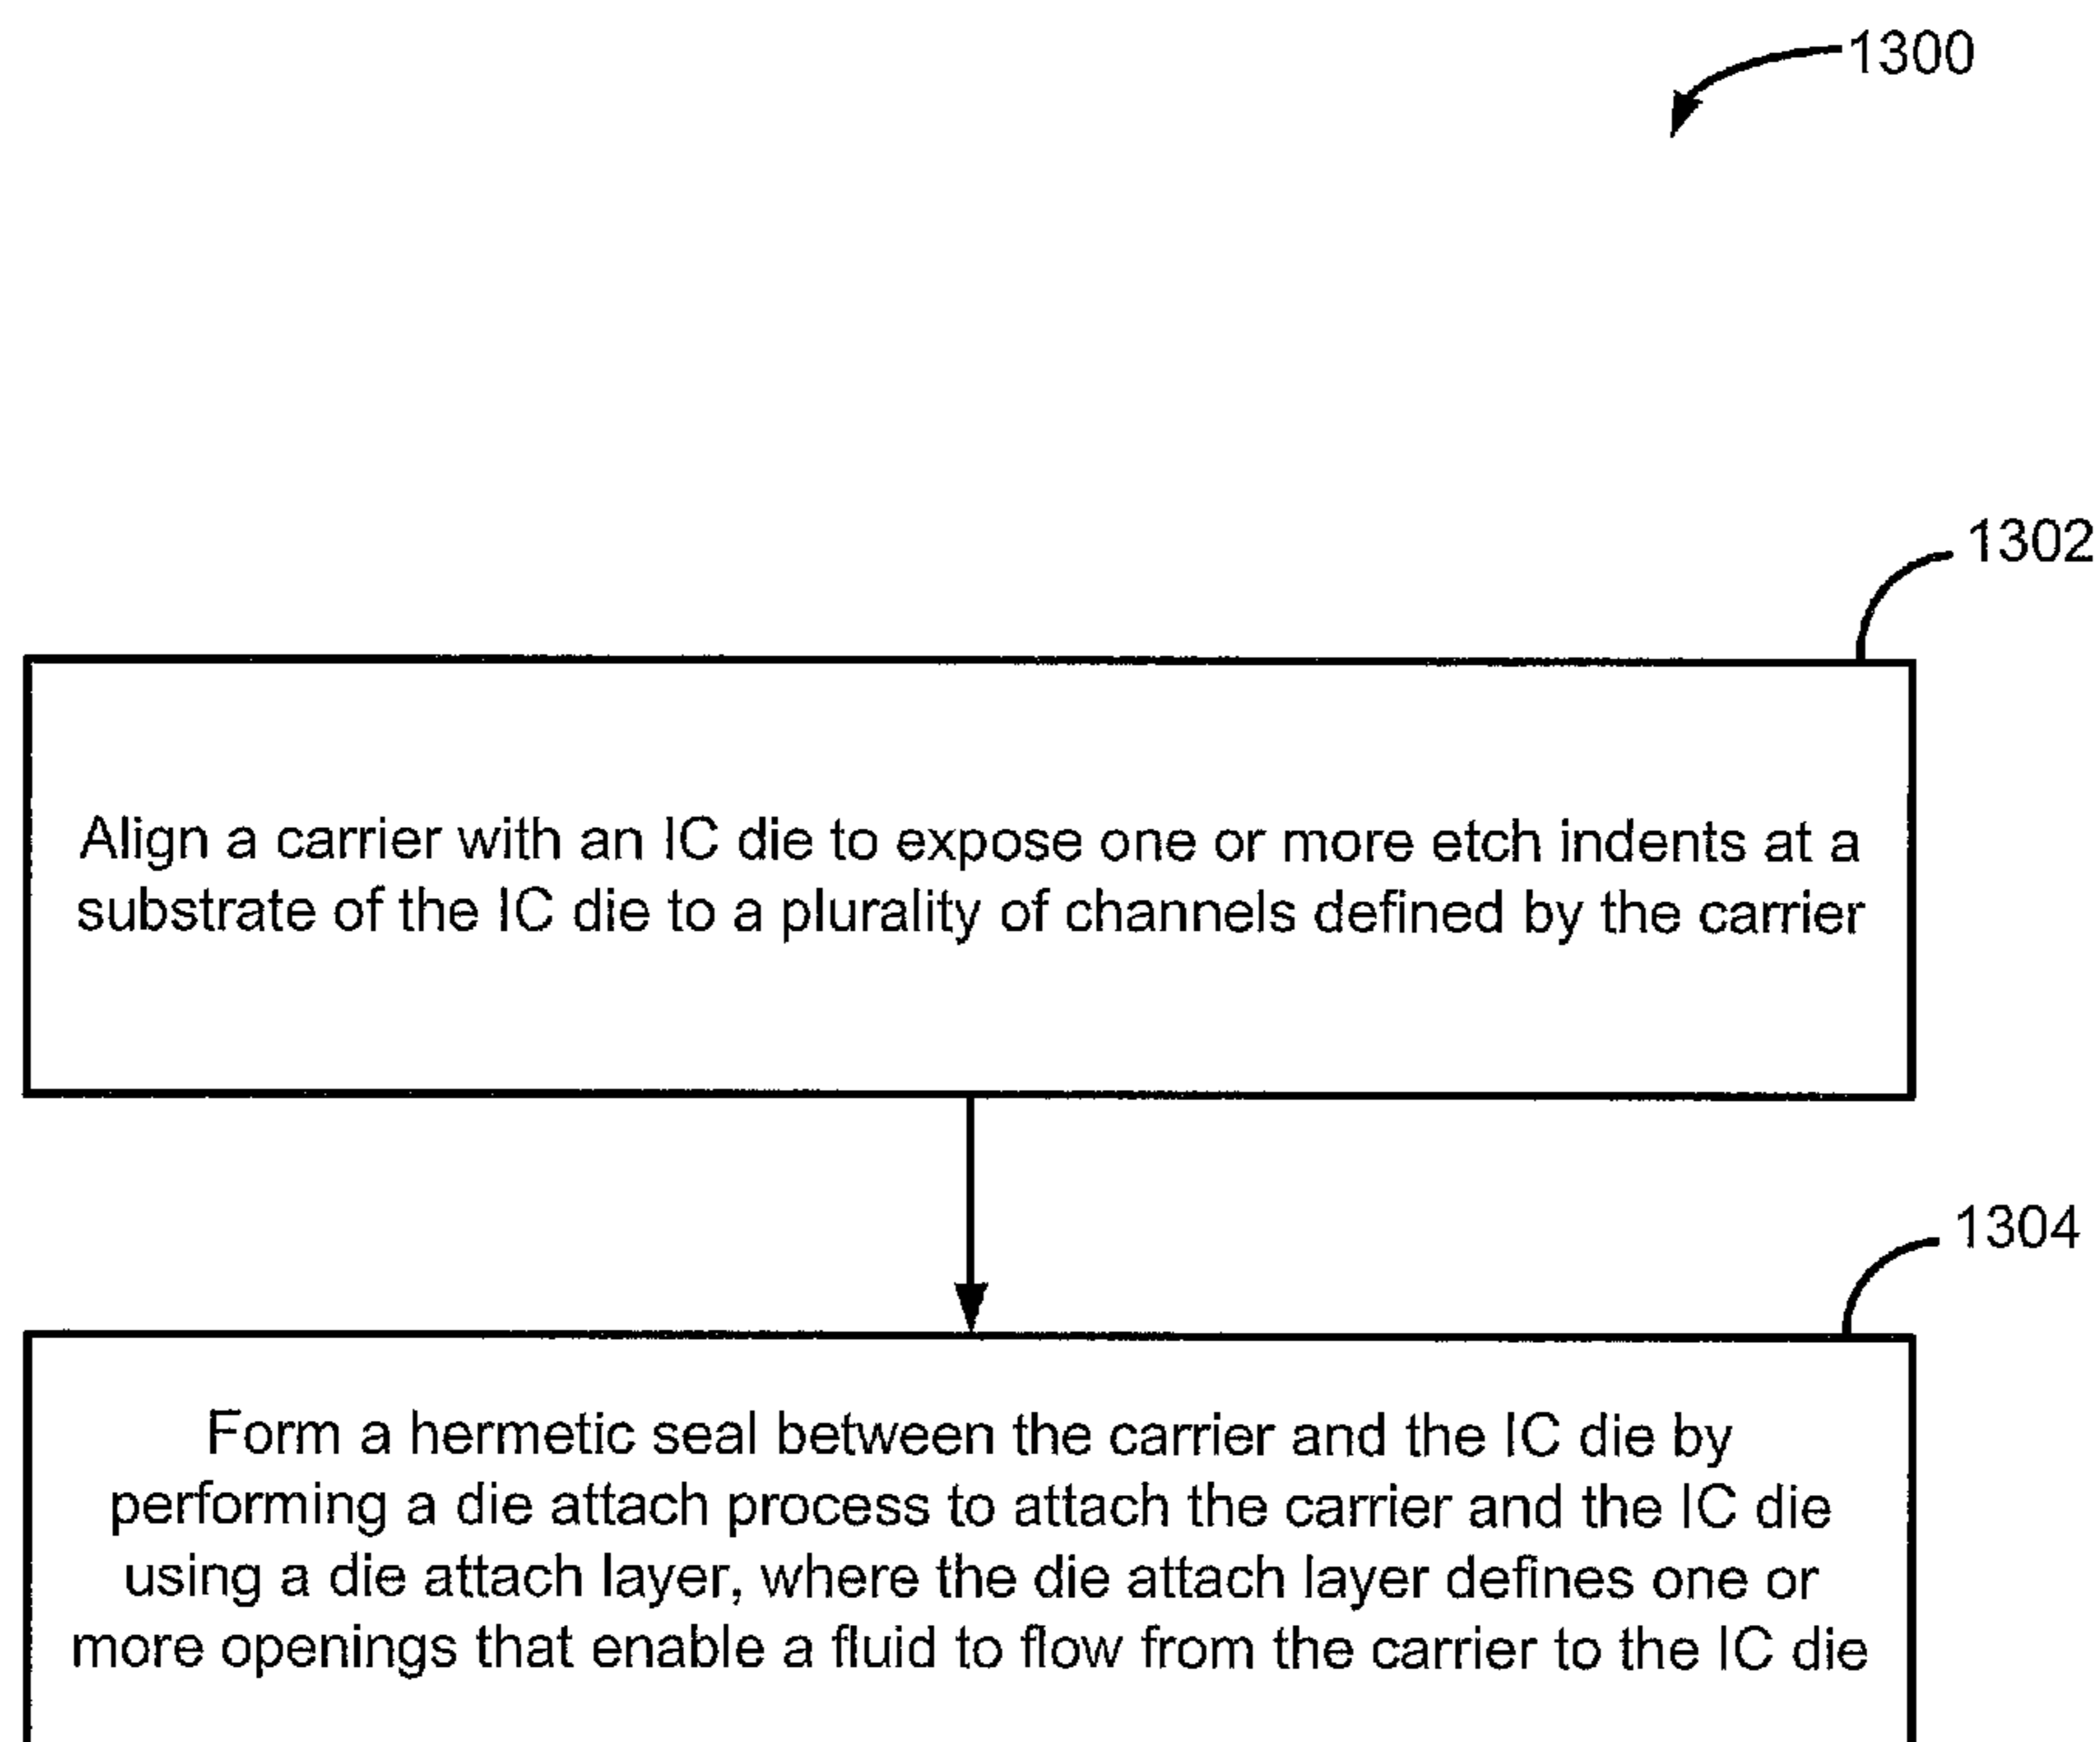 1300
1302
Align a carrier with an IC die to expose one or more etch indents at a
substrate of the IC die to a plurality of channels defined by the carrier
1304
Form a hermetic seal between the carrier and the IC die by
performing a die attach process to attach the carrier and the IC die
using a die attach layer, where the die attach layer defines one or
more openings that enable a fluid to flow from the carrier to the IC die